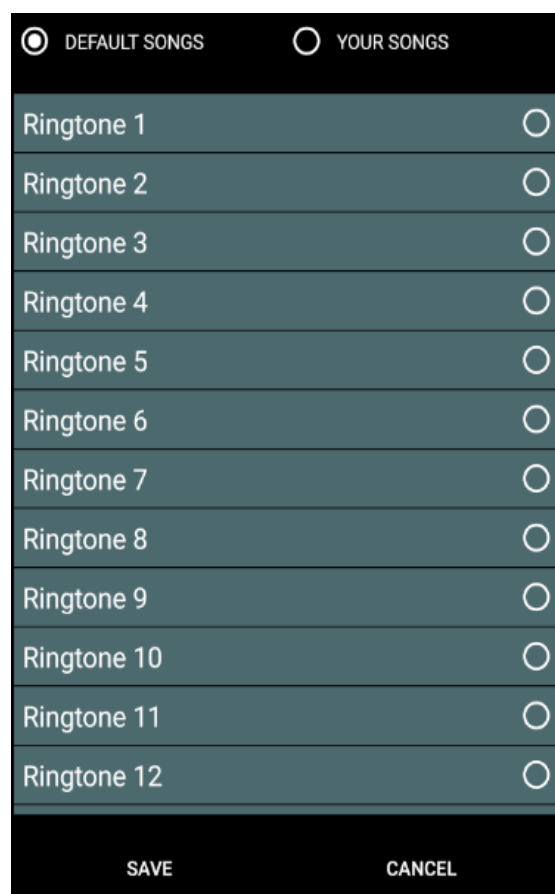 DEFAULT SONGS YOUR SONGS
Ringtone 1
Ringtone 2
Ringtone 3
Ringtone 4
Ringtone 5
Ringtone 6
Ringtone 7
Ringtone 8
Ringtone 9
Ringtone 10
Ringtone 11
Ringtone 12
SAVE CANCEL